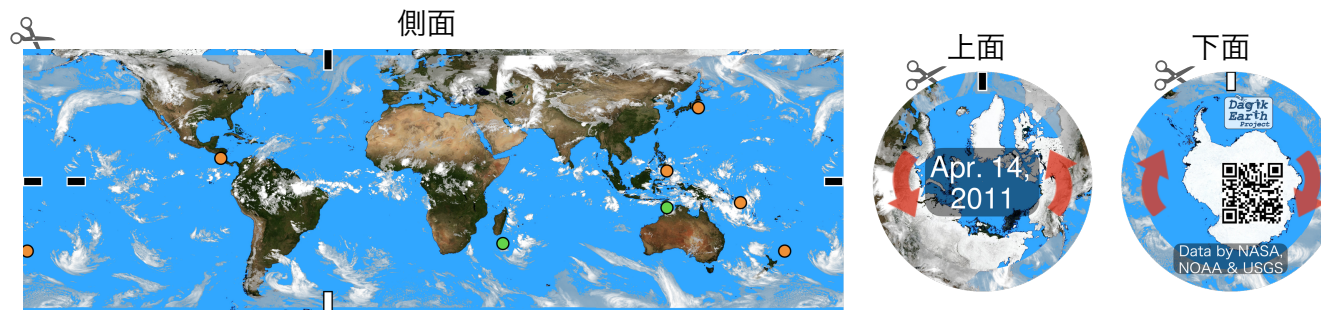 側面
上面
下面
Apr. 14,
2011
Dagik
Earth
Project
Data by NASA,
NOAA & USGS